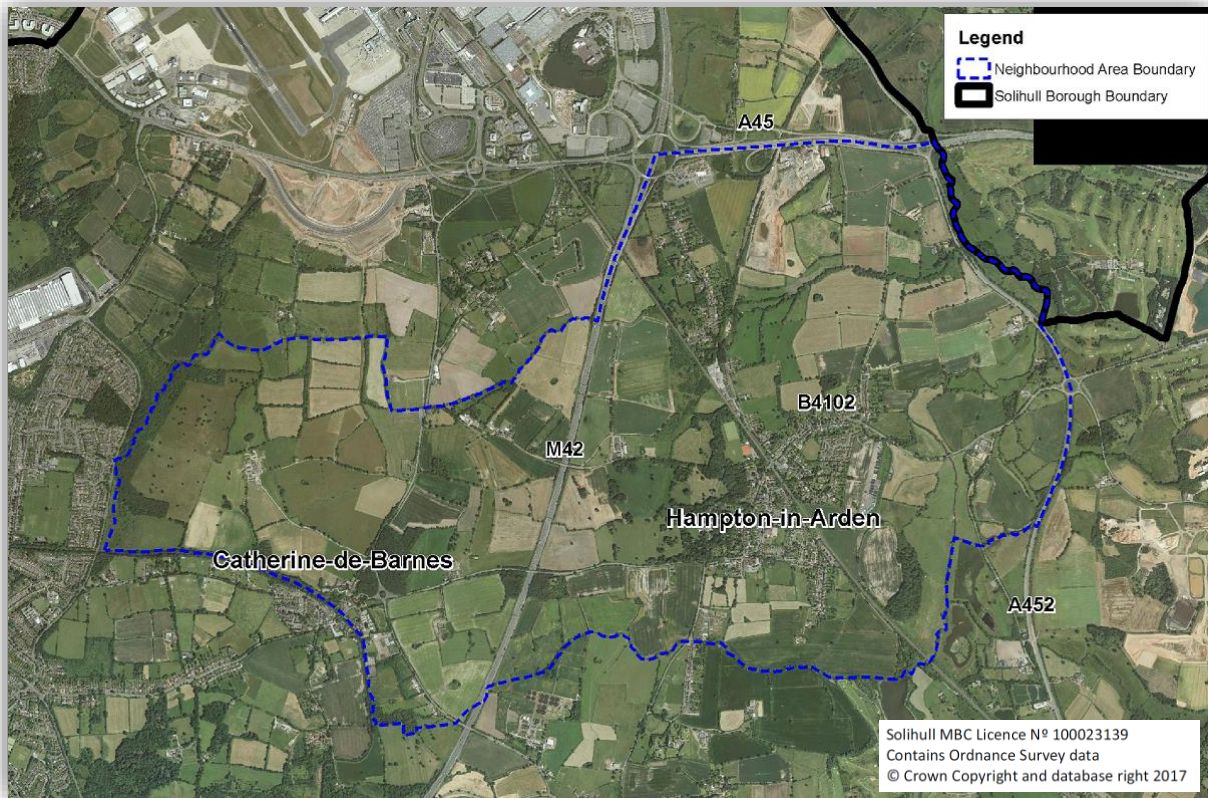 Legend
Neighbourhood Area Boundary
Solihull Borough Boundary
A45
B4102
M42
Hampton-in-Arden
Catherine-de-Barnes
A452
Solihull MBC Licence Nº 100023139
Contains Ordnance Survey data
© Crown Copyright and database right 2017